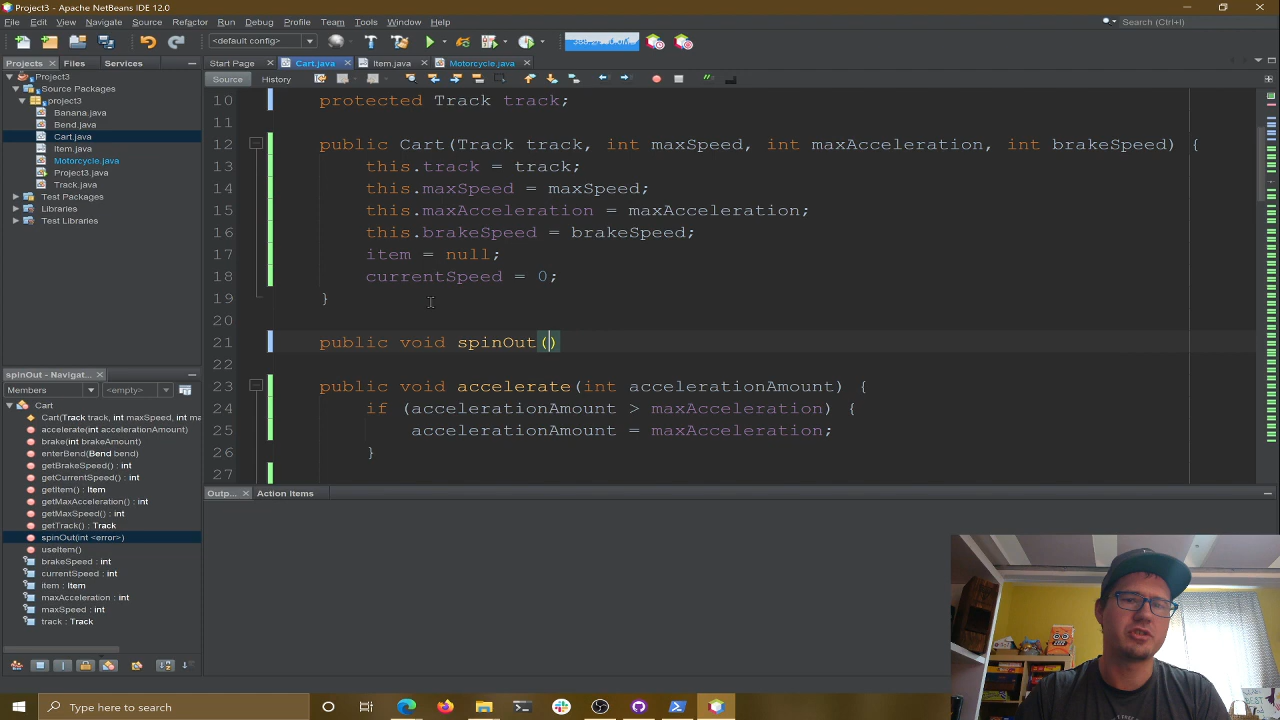 Project3 - Apache NetBeans IDE 12.0
File Edit View Navigate Source Refactor Run Debug Profile Team Tools Window Help
Search (Ctrl+I)
<default config>
Projects Files Services
Start Page Cart.java Item.java Motorcycle.java
Source History
Project3
Source Packages
project3
Banana.java
Bend.java
Cart.java
Item.java
Motorcycle.java
Project3.java
Track.java
Test Packages
Libraries
Test Libraries
10 protected Track track;
11
12 public Cart(Track track, int maxSpeed, int maxAcceleration, int brakeSpeed) {
13 this.track = track;
14 this.maxSpeed = maxSpeed;
15 this.maxAcceleration = maxAcceleration;
16 this.brakeSpeed = brakeSpeed;
17 item = null;
18 currentSpeed = 0;
19 }
20
21 public void spinOut()
22
23 public void accelerate(int accelerationAmount) {
24 if (accelerationAmount > maxAcceleration) {
25 accelerationAmount = maxAcceleration;
26 }
27
spinOut - Navigat...
Members <empty>
Cart
Cart(Track track, int maxSpeed, int ma
accelerate(int accelerationAmount)
brake(int brakeAmount)
enterBend(Bend bend)
getBrakeSpeed() : int
getCurrentSpeed() : int
getItem() : Item
getMaxAcceleration() : int
getMaxSpeed() : int
getTrack() : Track
spinOut(int <error>)
useItem()
brakeSpeed : int
currentSpeed : int
item : Item
maxAcceleration : int
maxSpeed : int
track : Track
Outp... Action Items
Type here to search